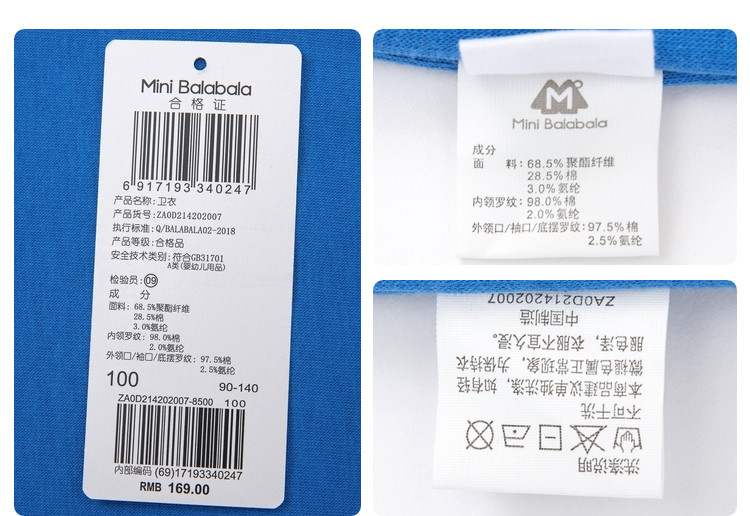 Mini Balabala
合格证
6 917193 340247
产品名称: 卫衣
产品货号: ZA0D214202007
执行标准: Q/BALABALA02-2018
产品等级: 合格品
安全技术类别: 符合GB31701
A类(婴幼儿用品)
检验员: 09
成 分
面料: 68.5%聚酯纤维
28.5%棉
3.0%氨纶
内领罗纹: 98.0%棉
2.0%氨纶
外领口/袖口/底摆罗纹: 97.5%棉
2.5%氨纶
100 90-140
ZA0D214202007-8500 100
内部编码 (69)17193340247
RMB 169.00
Mini Balabala
成分
面 料: 68.5%聚酯纤维
28.5%棉
3.0%氨纶
内领罗纹: 98.0%棉
2.0%氨纶
外领口/袖口/底摆罗纹: 97.5%棉
2.5%氨纶
洗涤说明
不可干洗
本商品建议单独洗涤, 如有轻
微褪色属正常现象, 为保持衣
服色泽, 衣服不宜久浸。
中国制造
ZA0D214202007